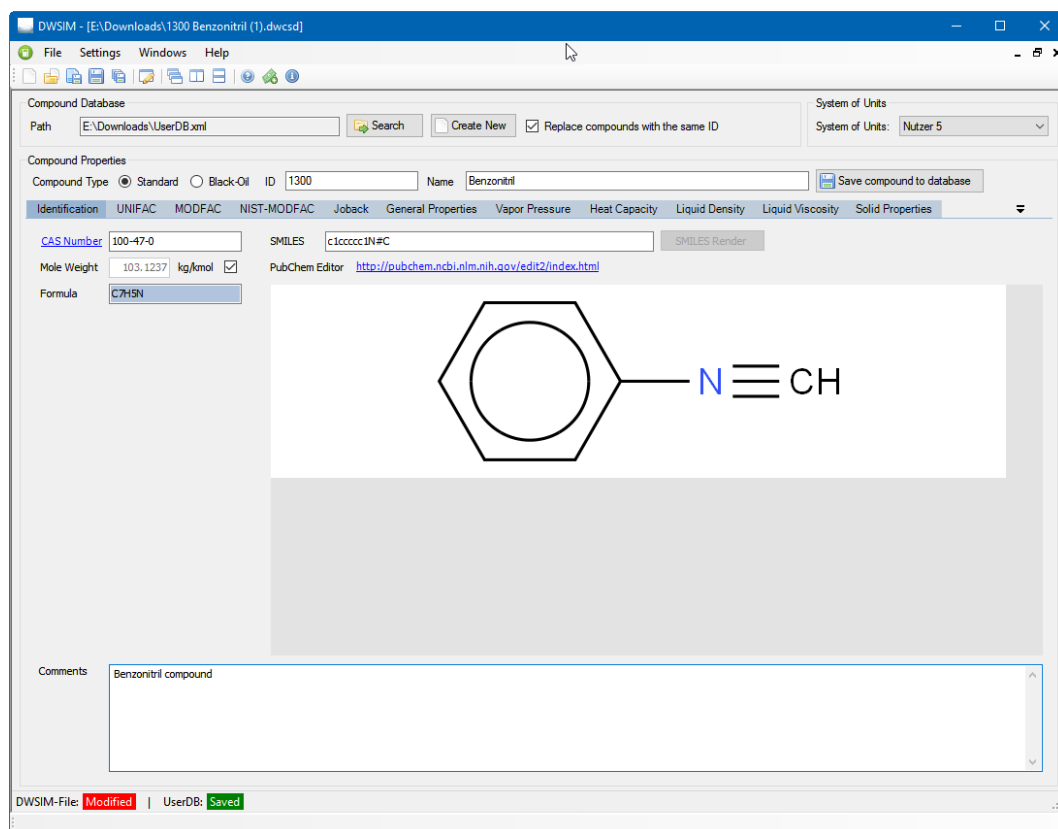 DWSIM - [E:\Downloads\1300 Benzonitril (1).dwcsd]
File Settings Windows Help
Compound Database
Path E:\Downloads\UserDB.xml Search Create New Replace compounds with the same ID
System of Units
System of Units: Nutzer 5
Compound Properties
Compound Type Standard Black-Oil ID 1300 Name Benzonitril Save compound to database
Identification UNIFAC MODFAC NIST-MODFAC Joback General Properties Vapor Pressure Heat Capacity Liquid Density Liquid Viscosity Solid Properties
CAS Number 100-47-0 SMILES c1ccccc1N#C SMILES Render
Mole Weight 103.1237 kg/kmol PubChem Editor http://pubchem.ncbi.nlm.nih.gov/edit2/index.html
Formula C7H5N
N CH
Comments Benzonitril compound
DWSIM-File: Modified | UserDB: Saved